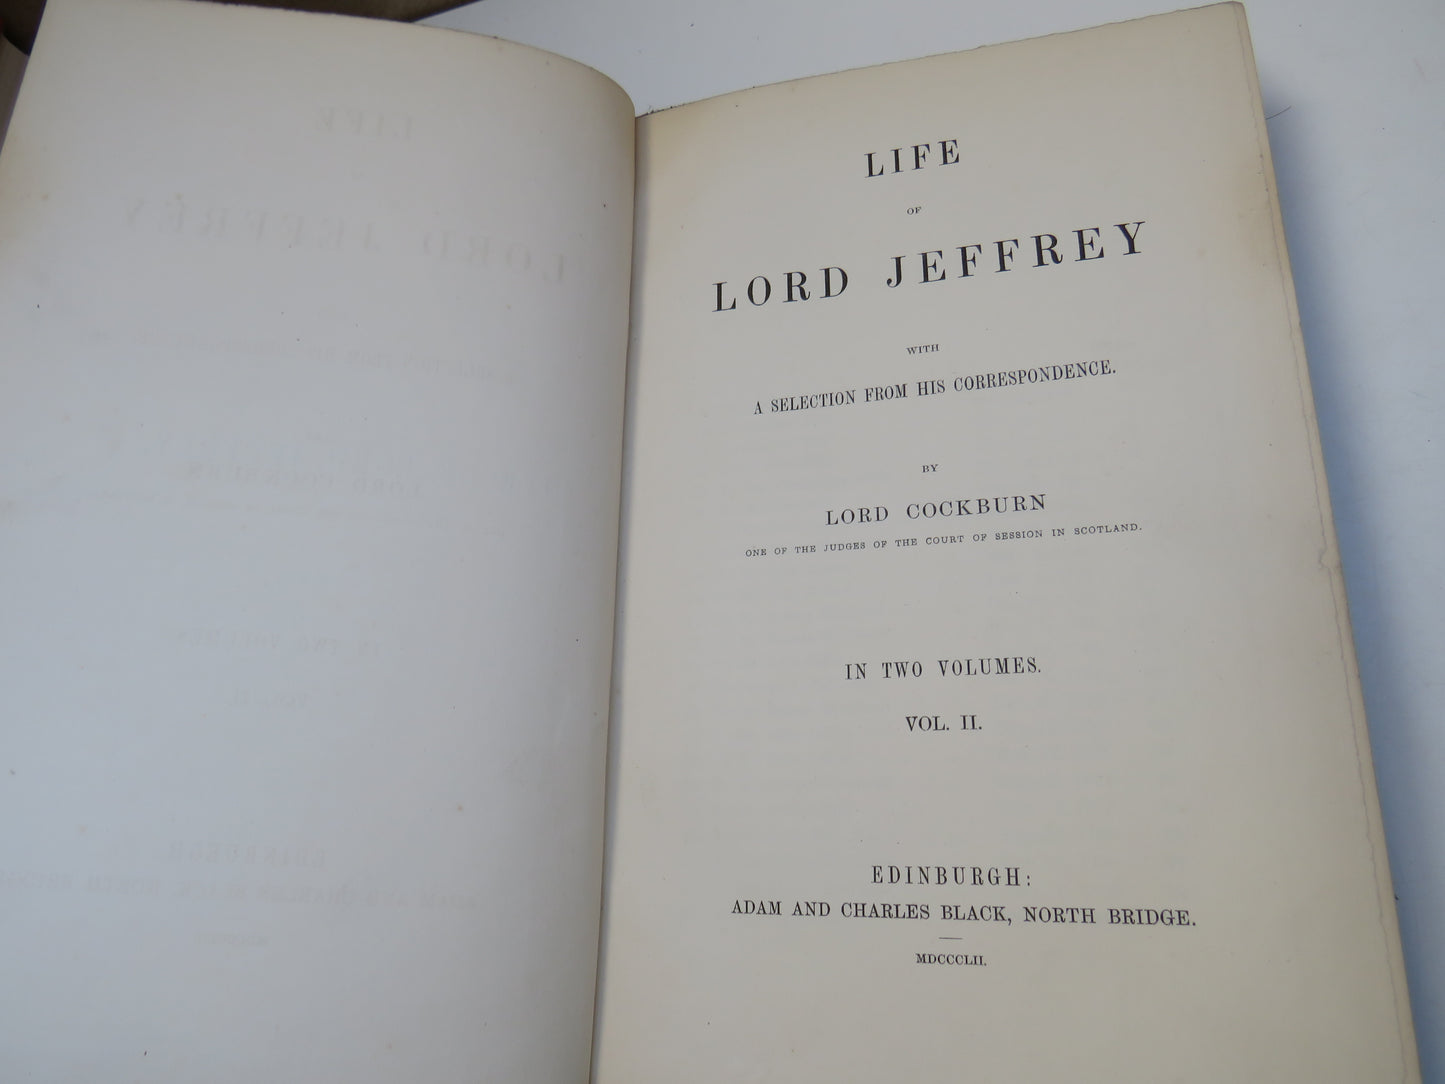 LIFE
OF
LORD JEFFREY
WITH
A SELECTION FROM HIS CORRESPONDENCE.
BY
LORD COCKBURN
ONE OF THE JUDGES OF THE COURT OF SESSION IN SCOTLAND.
IN TWO VOLUMES.
VOL. II.
EDINBURGH:
ADAM AND CHARLES BLACK, NORTH BRIDGE.
MDCCCLII.